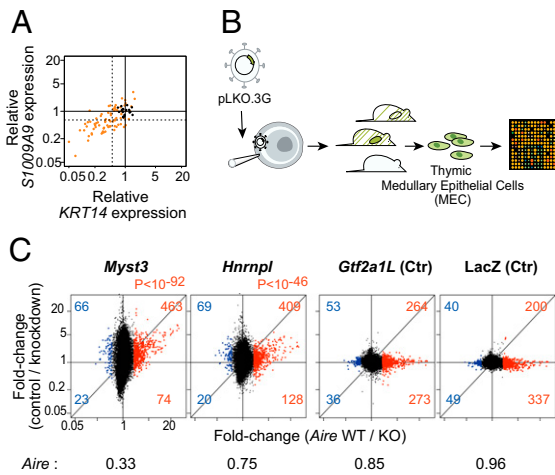 A
Relative
S1009A9 expression
20
5
1
0.2
0.05
0.05 0.2 1 5 20
Relative
KRT14 expression
B
pLKO.3G
Thymic
Medullary Epithelial Cells
(MEC)
C
Myst3
Hnrnpl
Gtf2a1L (Ctr)
LacZ (Ctr)
P<10-92
P<10-46
Fold-change
(control / knockdown)
20
5
1
0.2
0.05
66 463
23 74
69 409
20 128
53 264
36 273
40 200
49 337
0.05 1 5 20
Fold-change (Aire WT / KO)
Aire : 0.33 0.75 0.85 0.96